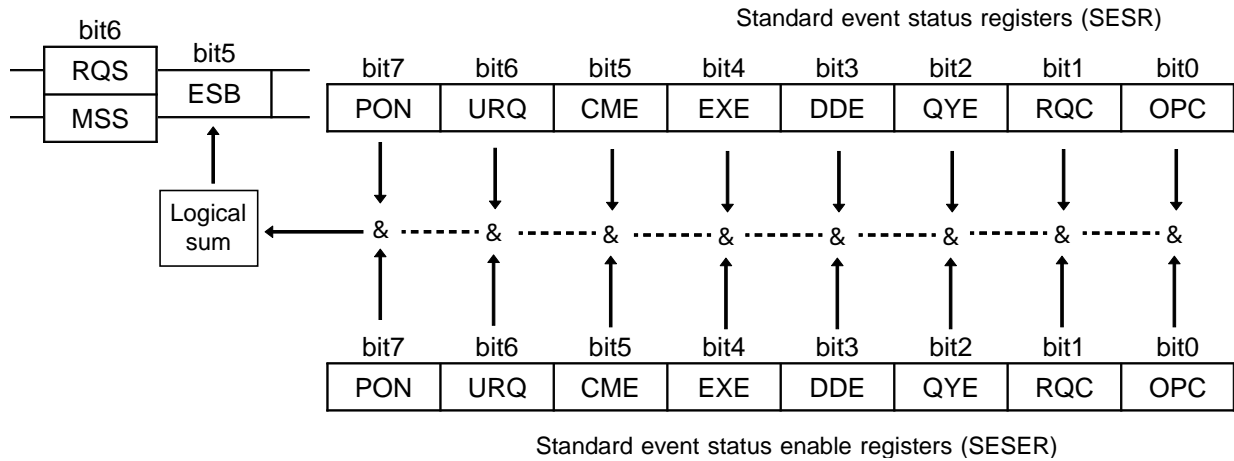 Standard event status registers (SESR)
bit6
bit5
bit7 bit6 bit5 bit4 bit3 bit2 bit1 bit0
RQS
MSS
ESB
PON URQ CME EXE DDE QYE RQC OPC
Logical
sum
& & & & & & & &
bit7 bit6 bit5 bit4 bit3 bit2 bit1 bit0
PON URQ CME EXE DDE QYE RQC OPC
Standard event status enable registers (SESER)